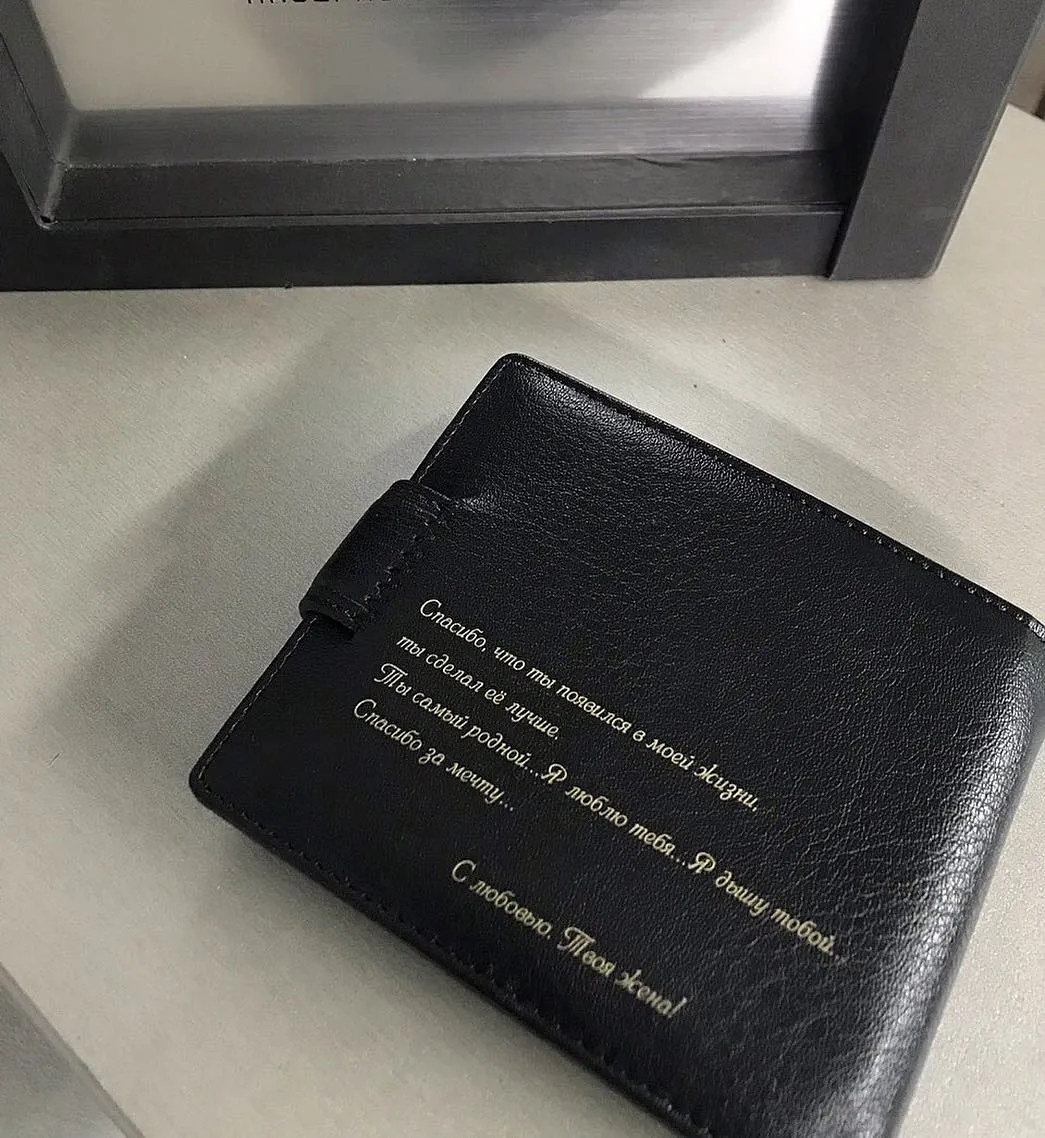 Спасибо, что ты появился в моей жизни,
ты сделал её лучше.
Ты самый родной...Я люблю тебя...Я дышу тобой...
Спасибо за мечту...
С любовью. Твоя жена!